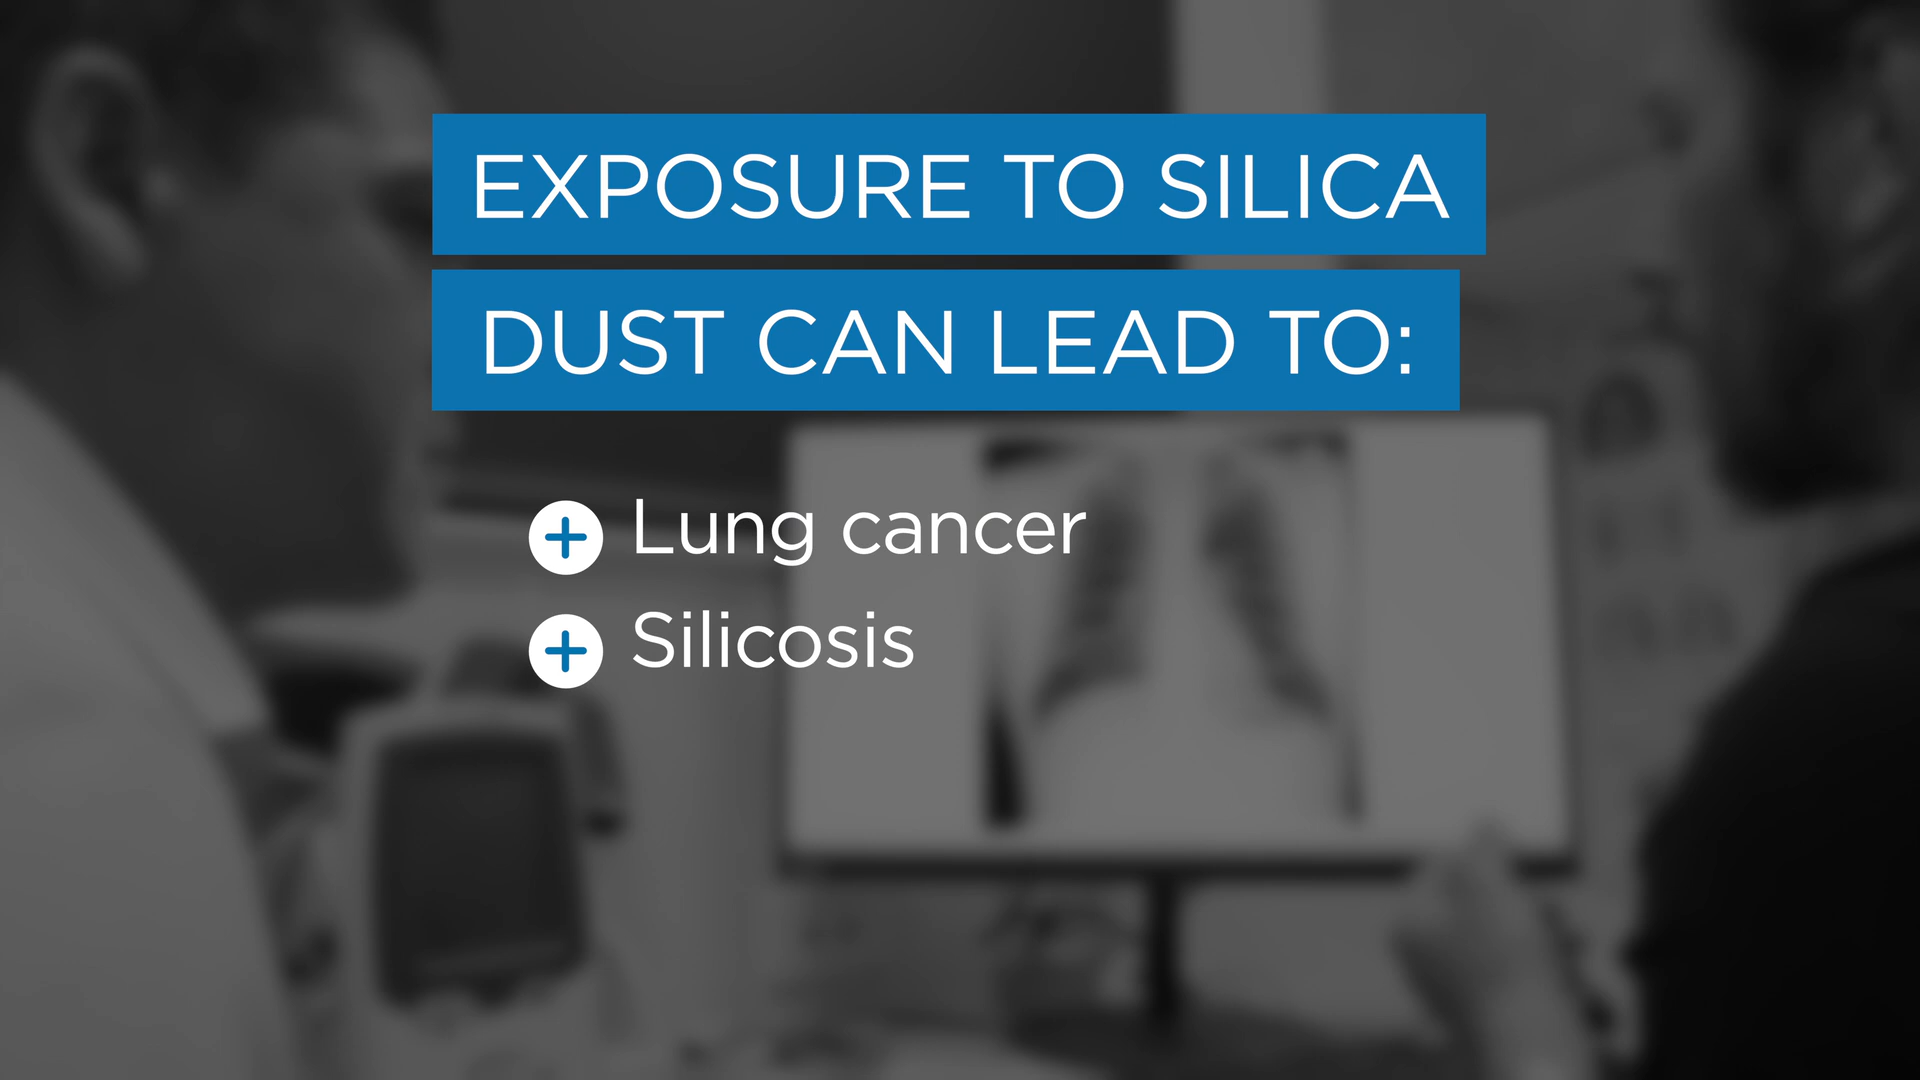 EXPOSURE TO SILICA
DUST CAN LEAD TO:
Lung cancer
Silicosis